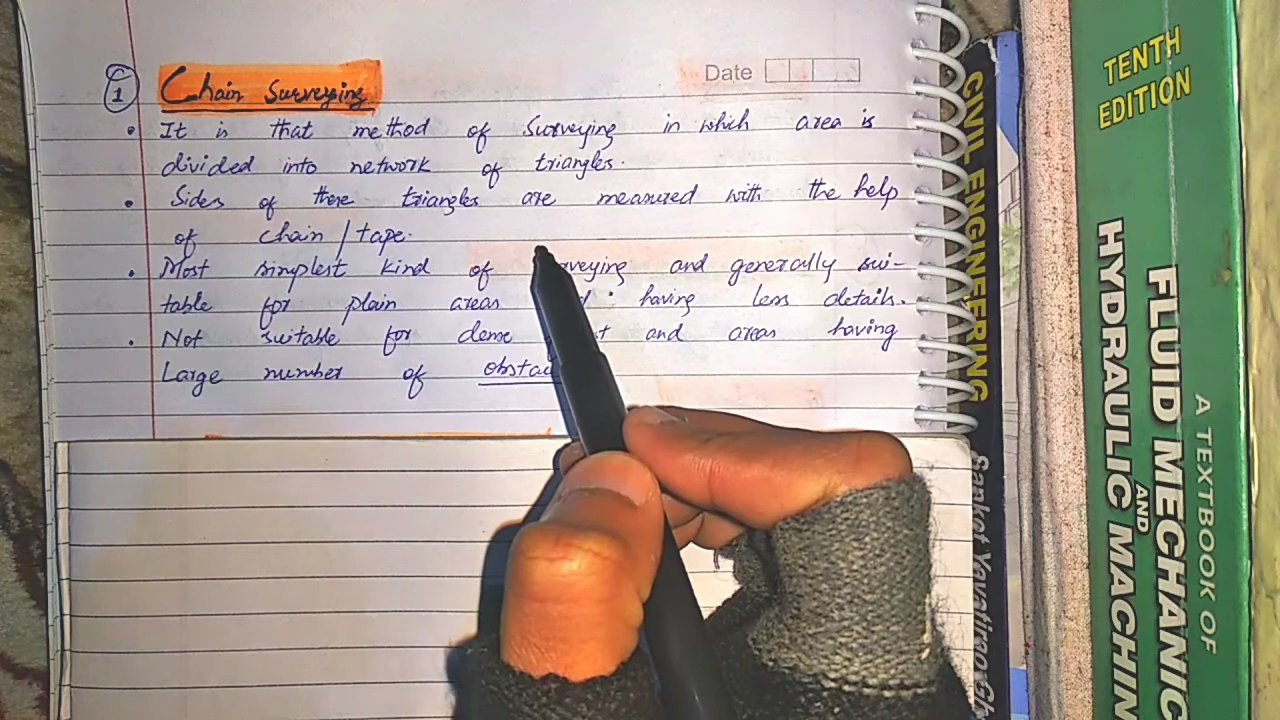 1 Chain Surveying
Date
• It is that method of Surveying in which area is
divided into network of triangles.
• Sides of these triangles are measured with the help
of chain / tape.
• Most simplest kind of and generally sui-
table for plain areas having less details.
• Not suitable for dense and areas having
Large number of
CIVIL ENGINEERING
TENTH
EDITION
A TEXTBOOK OF
FLUID MECHANIC
AND
HYDRAULIC MACHIN